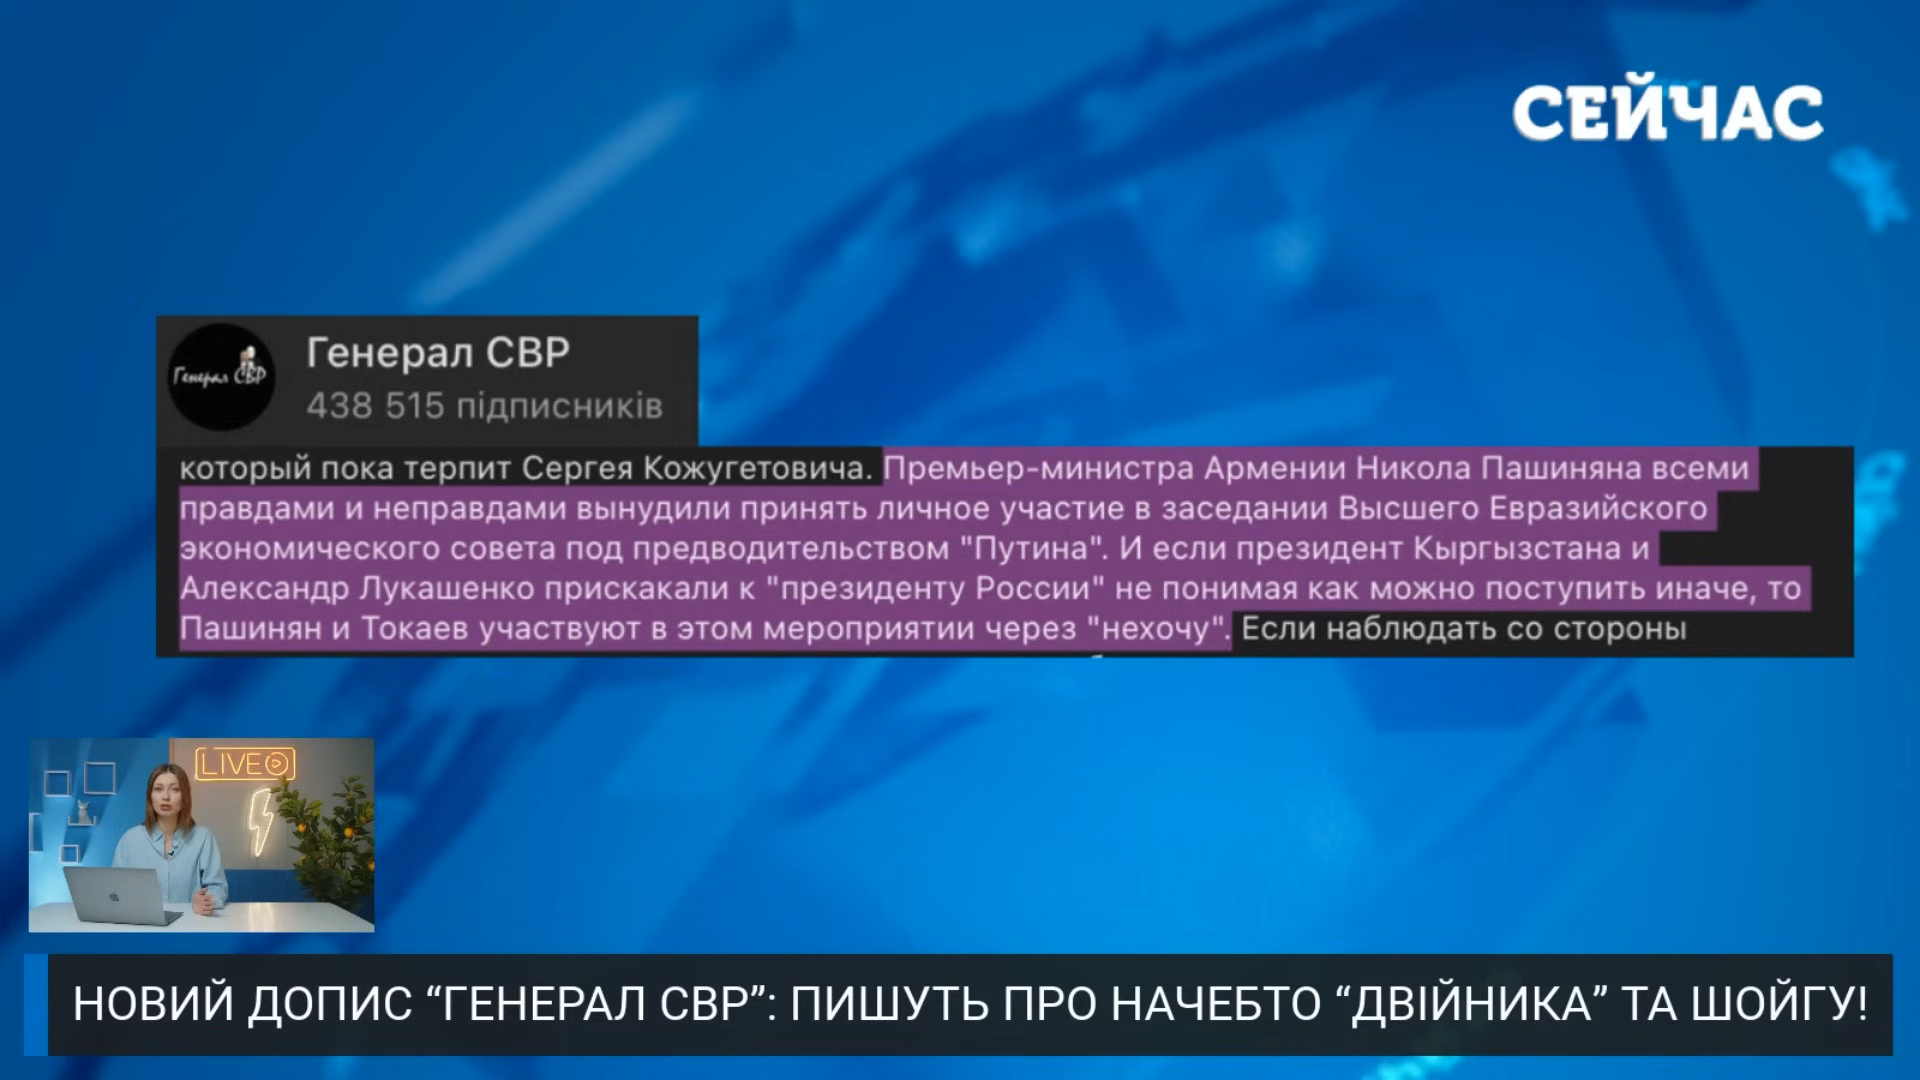 СЕЙЧАС
Генерал СВР
Генерал СВР
438 515 підписників
который пока терпит Сергея Кожугетовича. Премьер-министра Армении Никола Пашиняна всеми
правдами и неправдами вынудили принять личное участие в заседании Высшего Евразийского
экономического совета под предводительством "Путина". И если президент Кыргызстана и
Александр Лукашенко прискакали к "президенту России" не понимая как можно поступить иначе, то
Пашинян и Токаев участвуют в этом мероприятии через "нехочу". Если наблюдать со стороны
LIVE
НОВИЙ ДОПИС “ГЕНЕРАЛ СВР”: ПИШУТЬ ПРО НАЧЕБТО “ДВІЙНИКА” ТА ШОЙГУ!